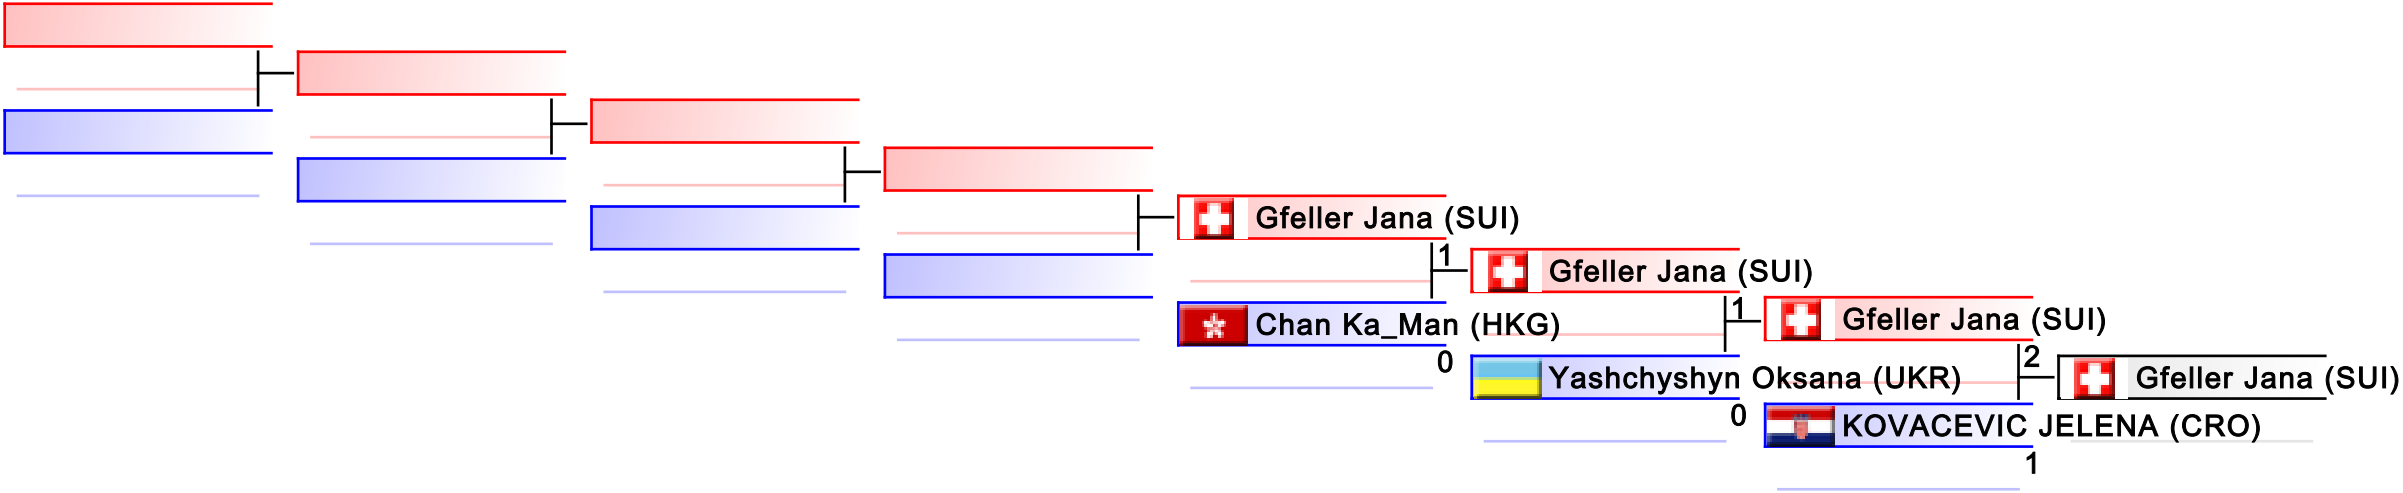 Gfeller Jana (SUI)
1
Gfeller Jana (SUI)
1
Gfeller Jana (SUI)
Chan Ka_Man (HKG)
0
2
Yashchyshyn Oksana (UKR)
Gfeller Jana (SUI)
0
KOVACEVIC JELENA (CRO)
1